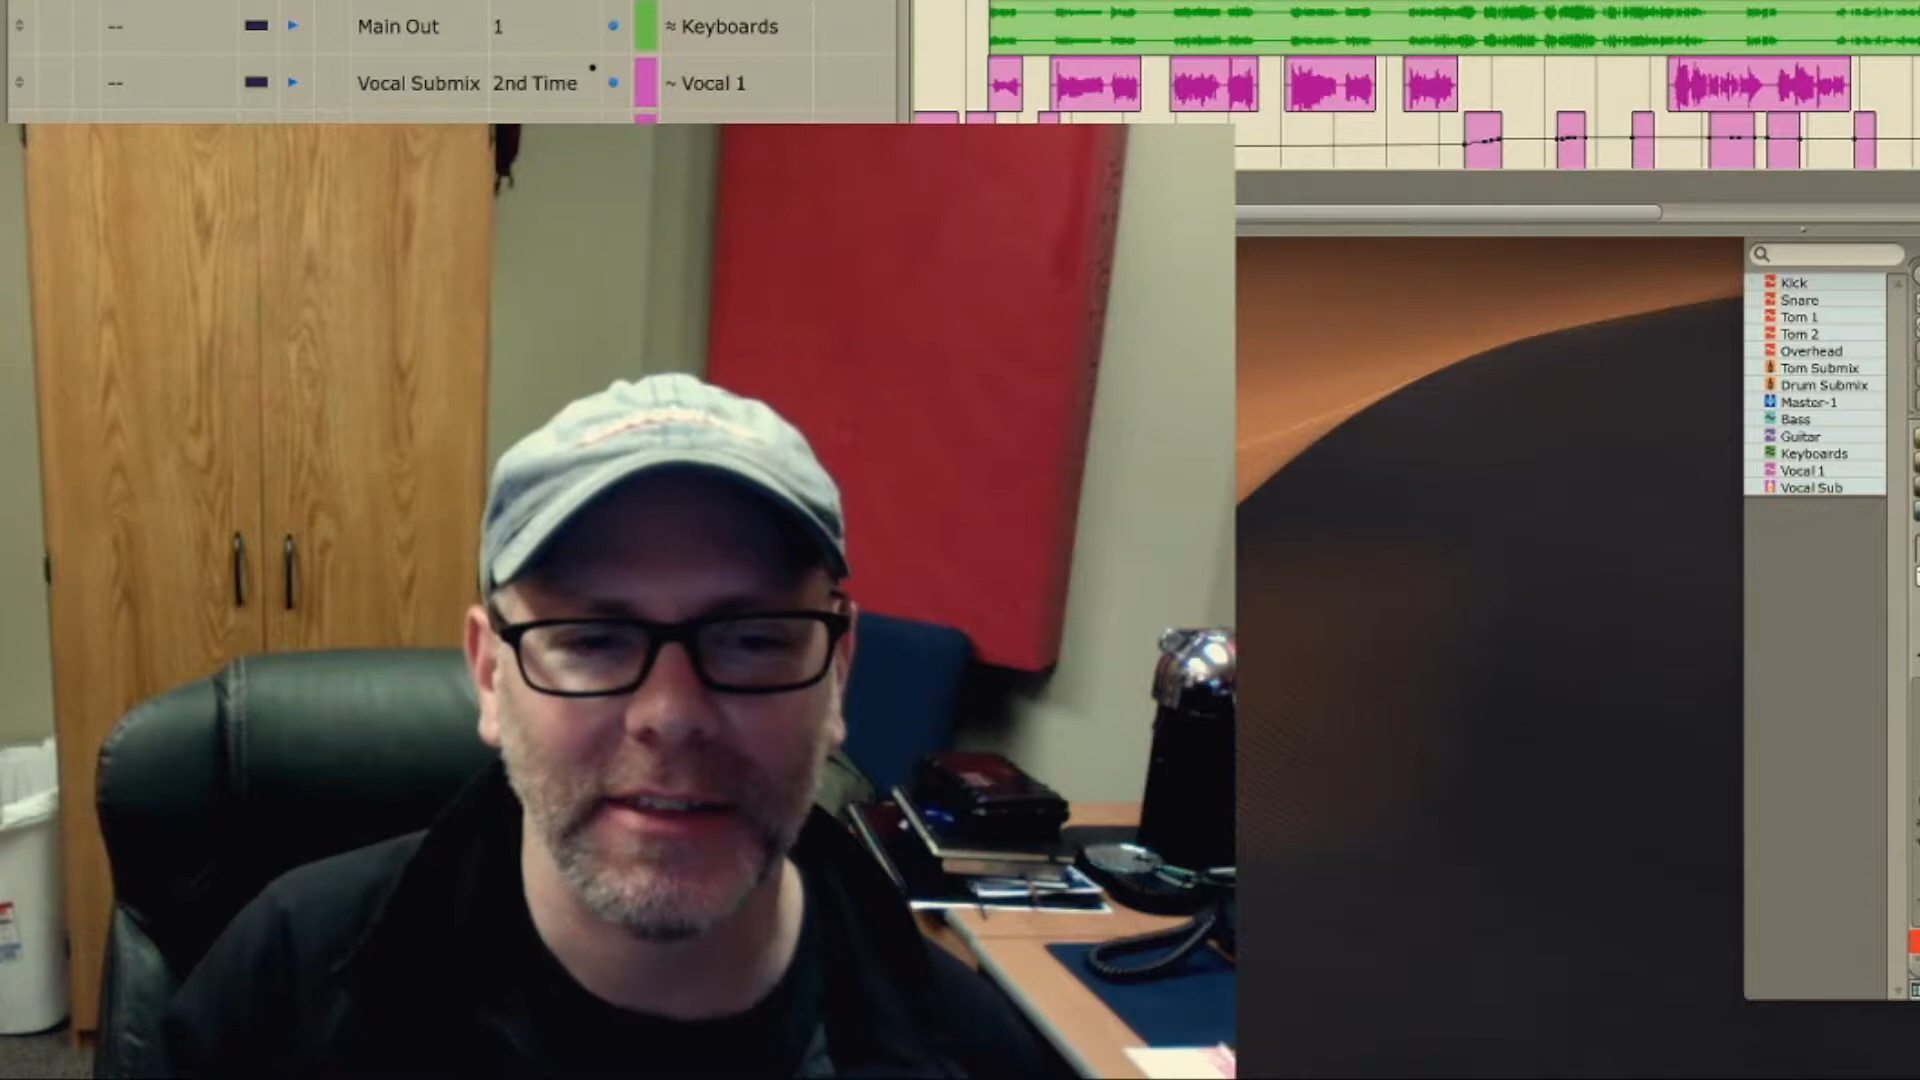 -- Main Out 1 ≈ Keyboards
-- Vocal Submix 2nd Time ~ Vocal 1
Kick
Snare
Tom 1
Tom 2
Overhead
Tom Submix
Drum Submix
Master-1
Bass
Guitar
Keyboards
Vocal 1
Vocal Sub